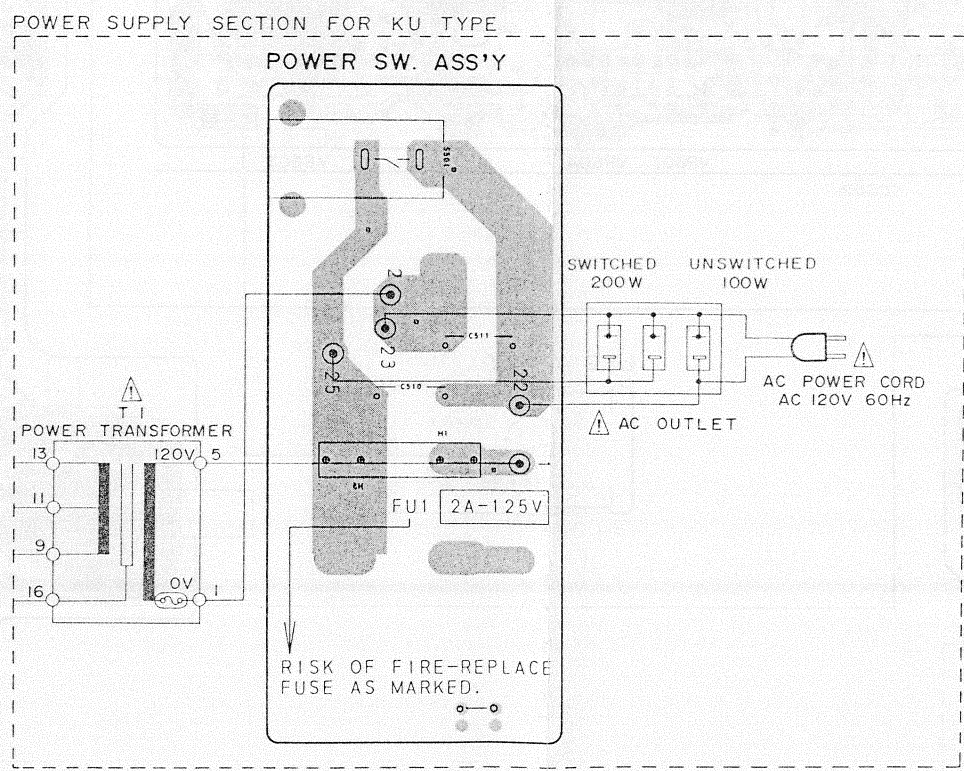 POWER SUPPLY SECTION FOR KU TYPE
POWER SW. ASS'Y
S501
2
SWITCHED
200W
UNSWITCHED
100W
23
C511
25
C510
22
AC POWER CORD
AC 120V 60Hz
AC OUTLET
T1
POWER TRANSFORMER
13
120V
5
11
9
16
0V
1
H1
H2
FU1
2A-125V
RISK OF FIRE-REPLACE
FUSE AS MARKED.